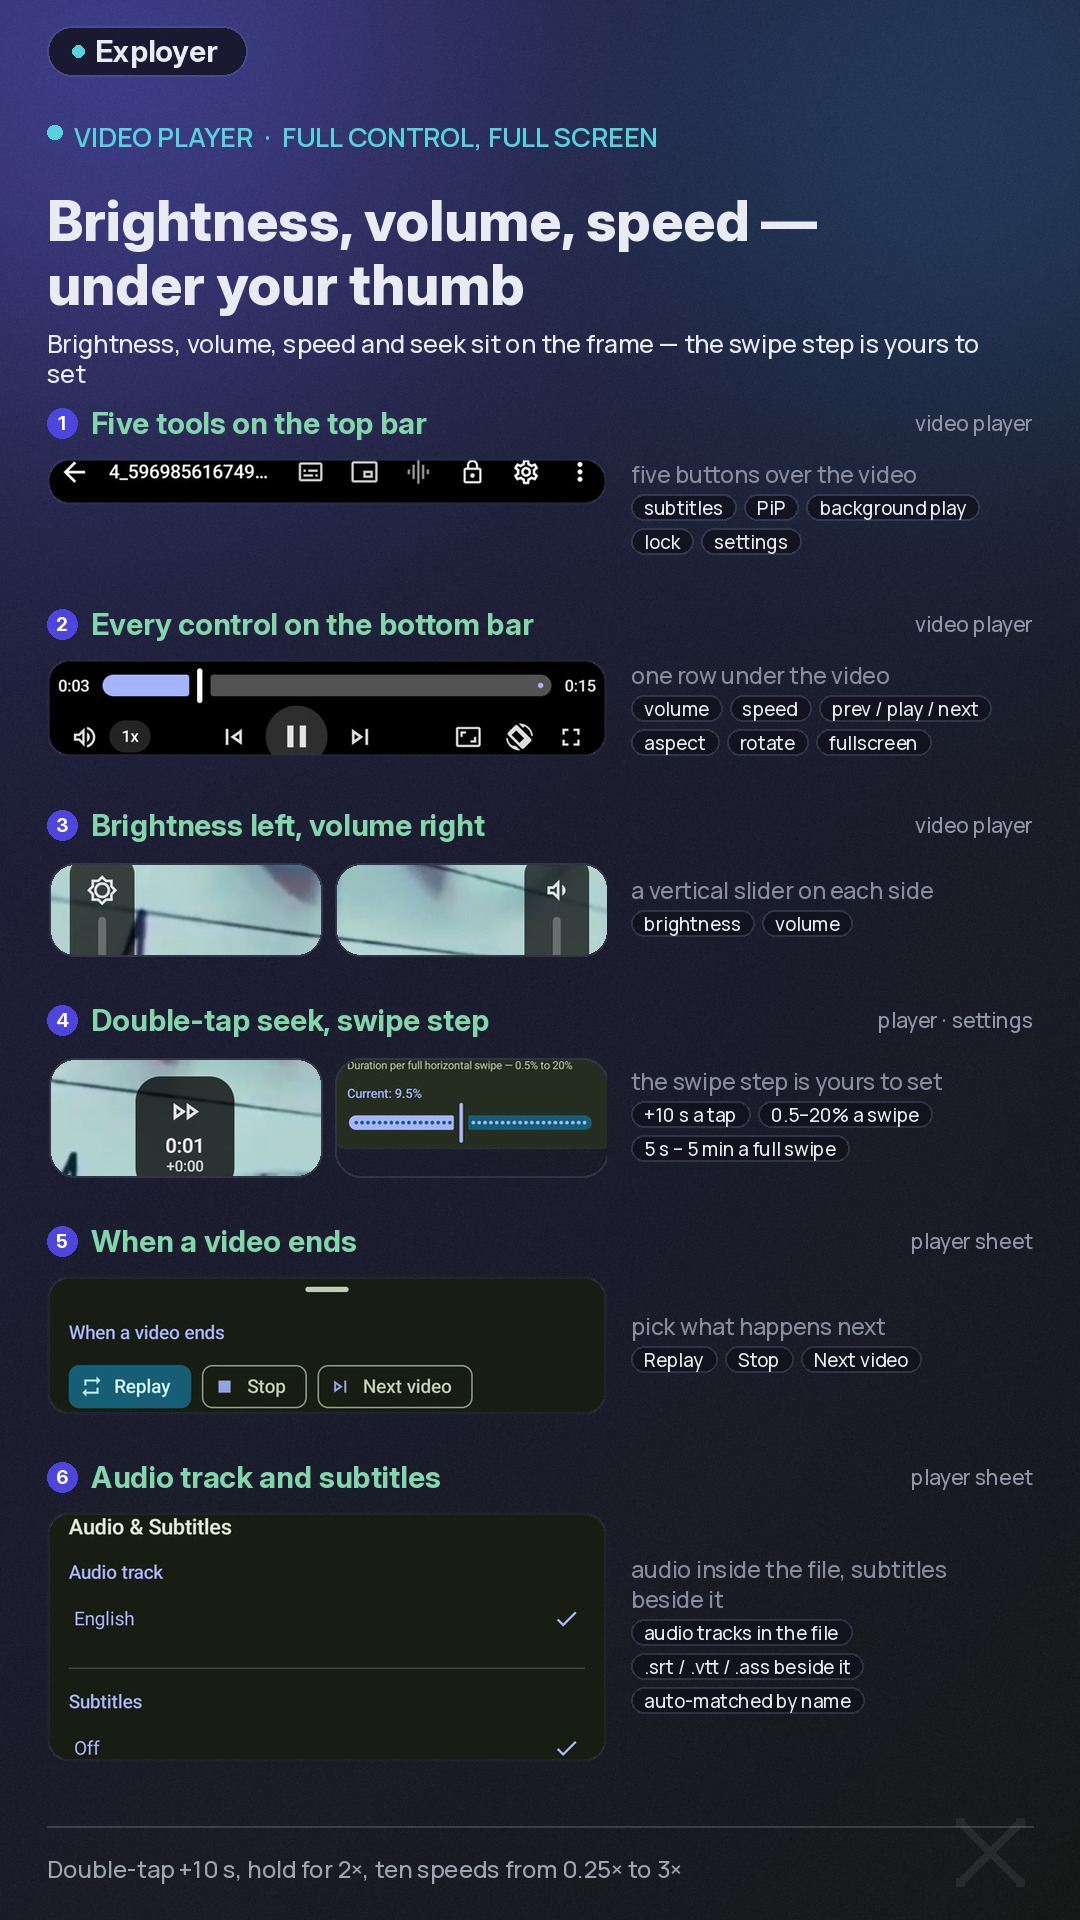 Exployer
VIDEO PLAYER · FULL CONTROL, FULL SCREEN
Brightness, volume, speed —
under your thumb
Brightness, volume, speed and seek sit on the frame — the swipe step is yours to
set
1 Five tools on the top bar
video player
4_596985616749...
five buttons over the video
subtitles PiP background play
lock settings
2 Every control on the bottom bar
video player
0:03 0:15
1x
one row under the video
volume speed prev / play / next
aspect rotate fullscreen
3 Brightness left, volume right
video player
a vertical slider on each side
brightness volume
4 Double-tap seek, swipe step
player · settings
0:01
+0:00
Duration per full horizontal swipe — 0.5% to 20%
Current: 9.5%
the swipe step is yours to set
+10 s a tap 0.5–20% a swipe
5 s – 5 min a full swipe
5 When a video ends
player sheet
When a video ends
Replay Stop Next video
pick what happens next
Replay Stop Next video
6 Audio track and subtitles
player sheet
Audio & Subtitles
Audio track
English
Subtitles
Off
audio inside the file, subtitles
beside it
audio tracks in the file
.srt / .vtt / .ass beside it
auto-matched by name
Double-tap +10 s, hold for 2×, ten speeds from 0.25× to 3×